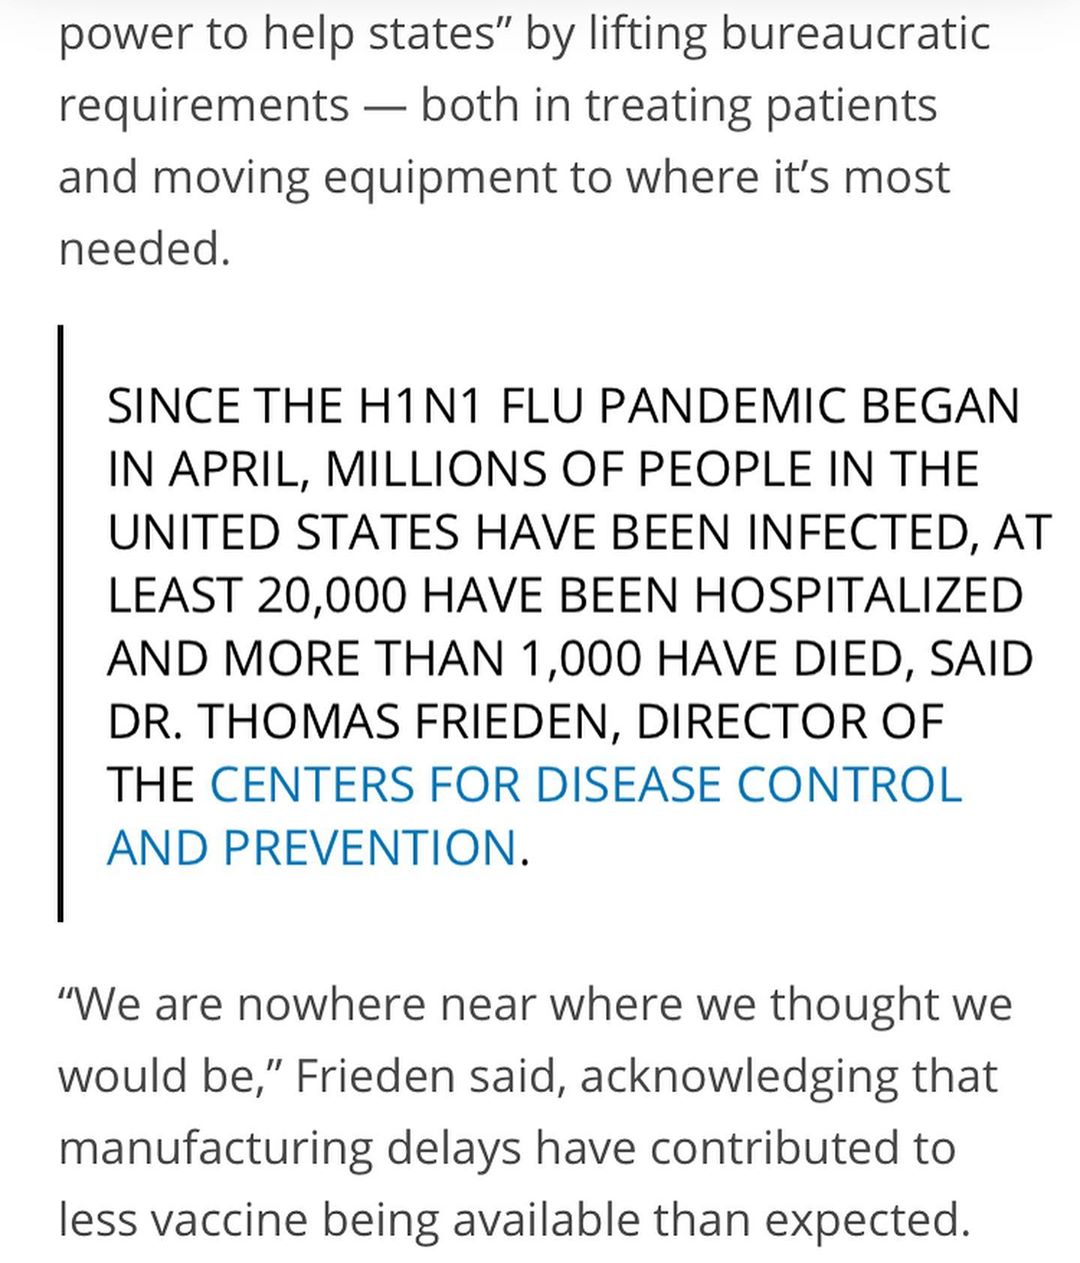 power to help states” by lifting bureaucratic
requirements — both in treating patients
and moving equipment to where it’s most
needed.
SINCE THE H1N1 FLU PANDEMIC BEGAN
IN APRIL, MILLIONS OF PEOPLE IN THE
UNITED STATES HAVE BEEN INFECTED, AT
LEAST 20,000 HAVE BEEN HOSPITALIZED
AND MORE THAN 1,000 HAVE DIED, SAID
DR. THOMAS FRIEDEN, DIRECTOR OF
THE CENTERS FOR DISEASE CONTROL
AND PREVENTION.
“We are nowhere near where we thought we
would be,” Frieden said, acknowledging that
manufacturing delays have contributed to
less vaccine being available than expected.